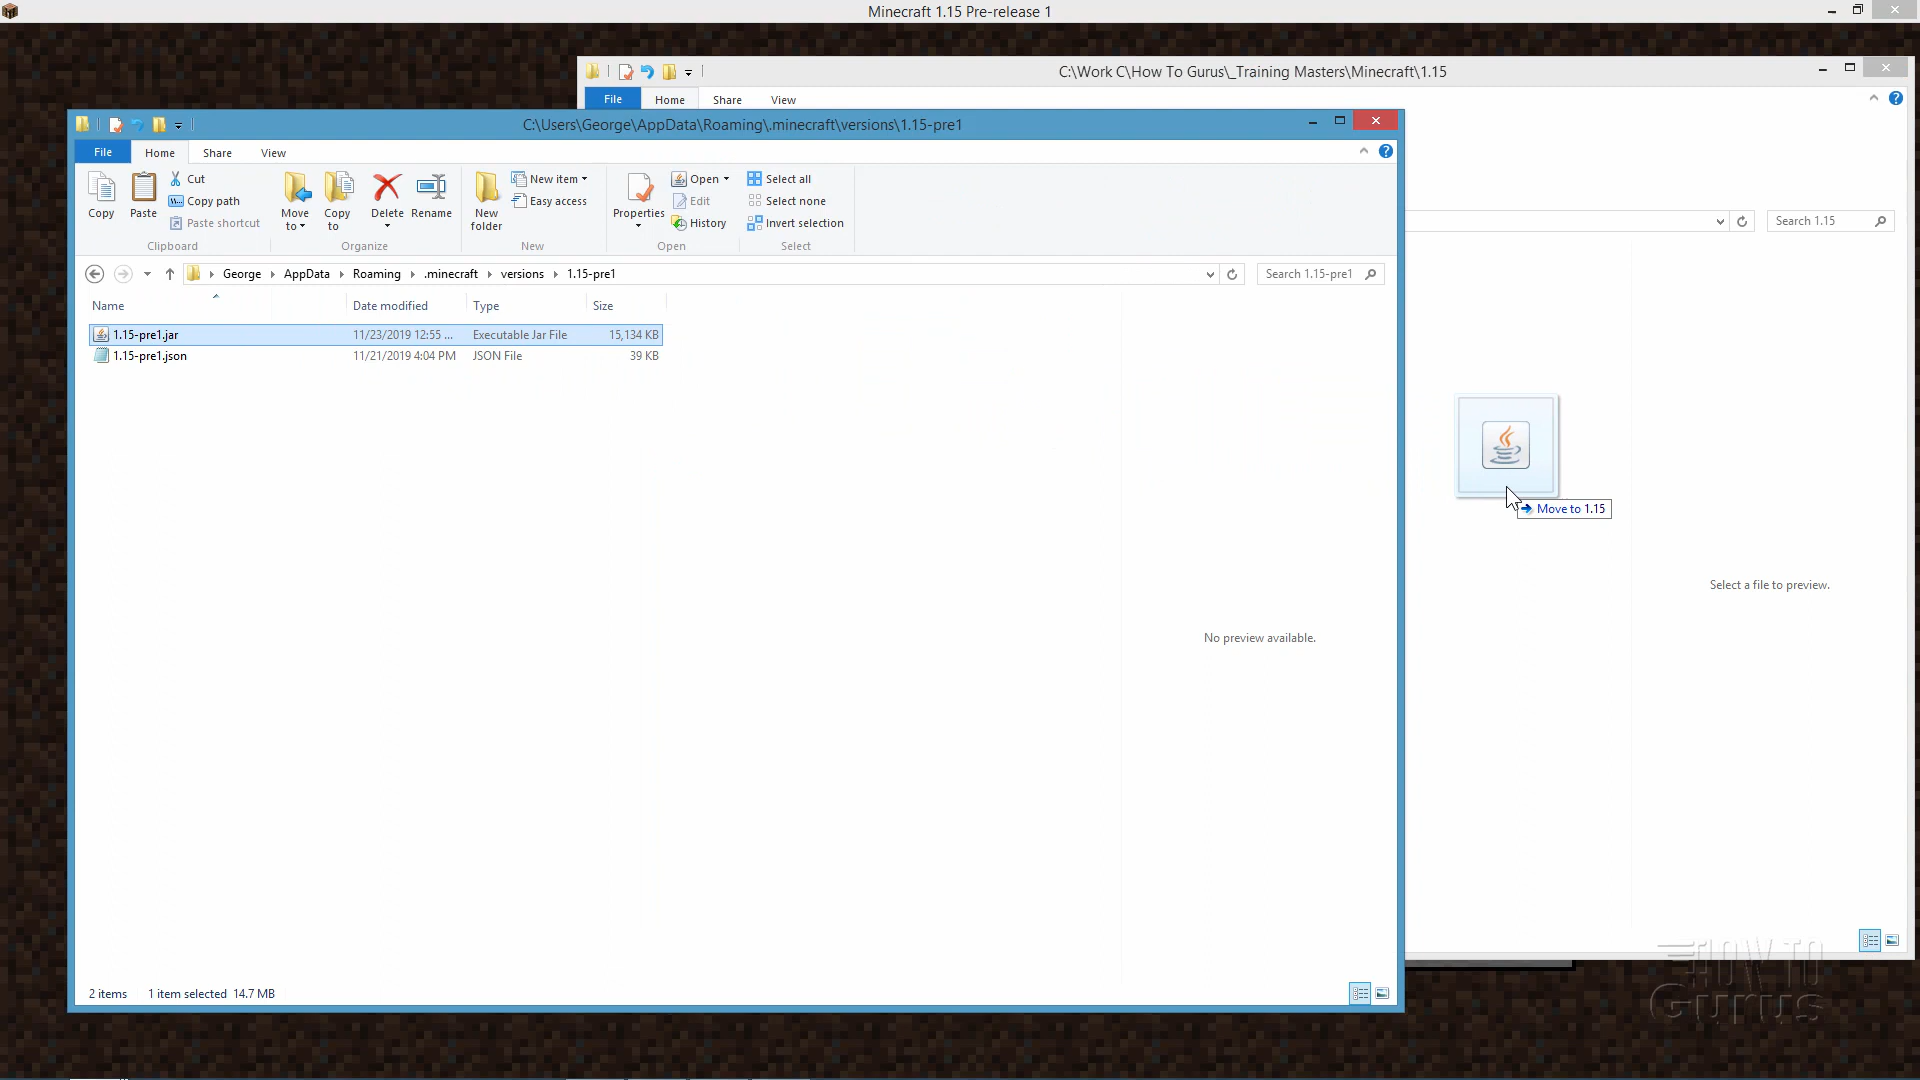 Minecraft 1.15 Pre-release 1
C:\Work C\How To Gurus\_Training Masters\Minecraft\1.15
File Home Share View
Search 1.15
Select a file to preview.
C:\Users\George\AppData\Roaming\.minecraft\versions\1.15-pre1
File Home Share View
Copy
Paste
Cut
Copy path
Paste shortcut
Clipboard
Move to
Copy to
Delete
Rename
Organize
New folder
New item
Easy access
New
Properties
Open
Edit
History
Open
Select all
Select none
Invert selection
Select
George AppData Roaming .minecraft versions 1.15-pre1
Search 1.15-pre1
Name Date modified Type Size
1.15-pre1.jar 11/23/2019 12:55 ... Executable Jar File 15,134 KB
1.15-pre1.json 11/21/2019 4:04 PM JSON File 39 KB
Move to 1.15
No preview available.
2 items 1 item selected 14.7 MB
HOW TO
GURUS